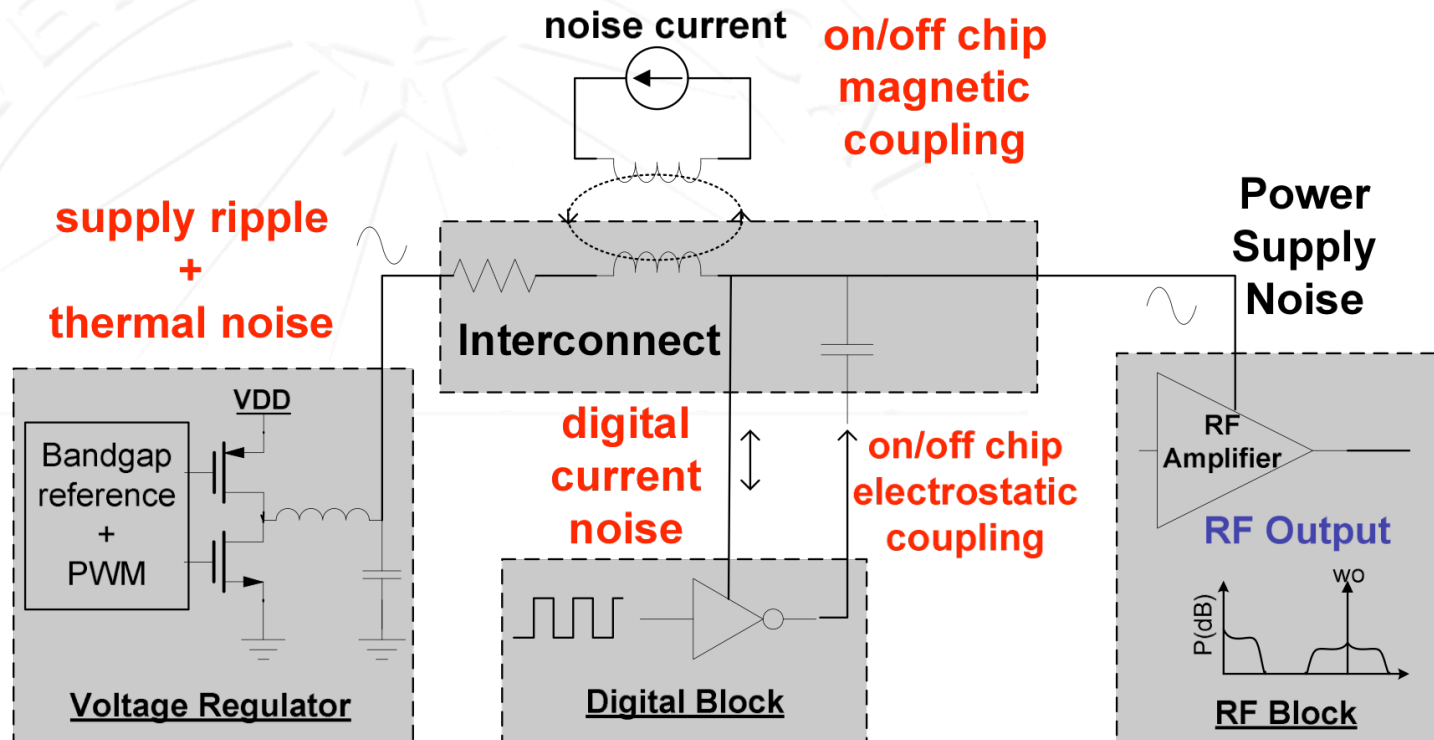 noise current
on/off chip
magnetic
coupling
supply ripple
+
thermal noise
Power
Supply
Noise
Interconnect
VDD
Bandgap
reference
+
PWM
Voltage Regulator
digital
current
noise
on/off chip
electrostatic
coupling
Digital Block
RF
Amplifier
RF Output
wo
P(dB)
RF Block